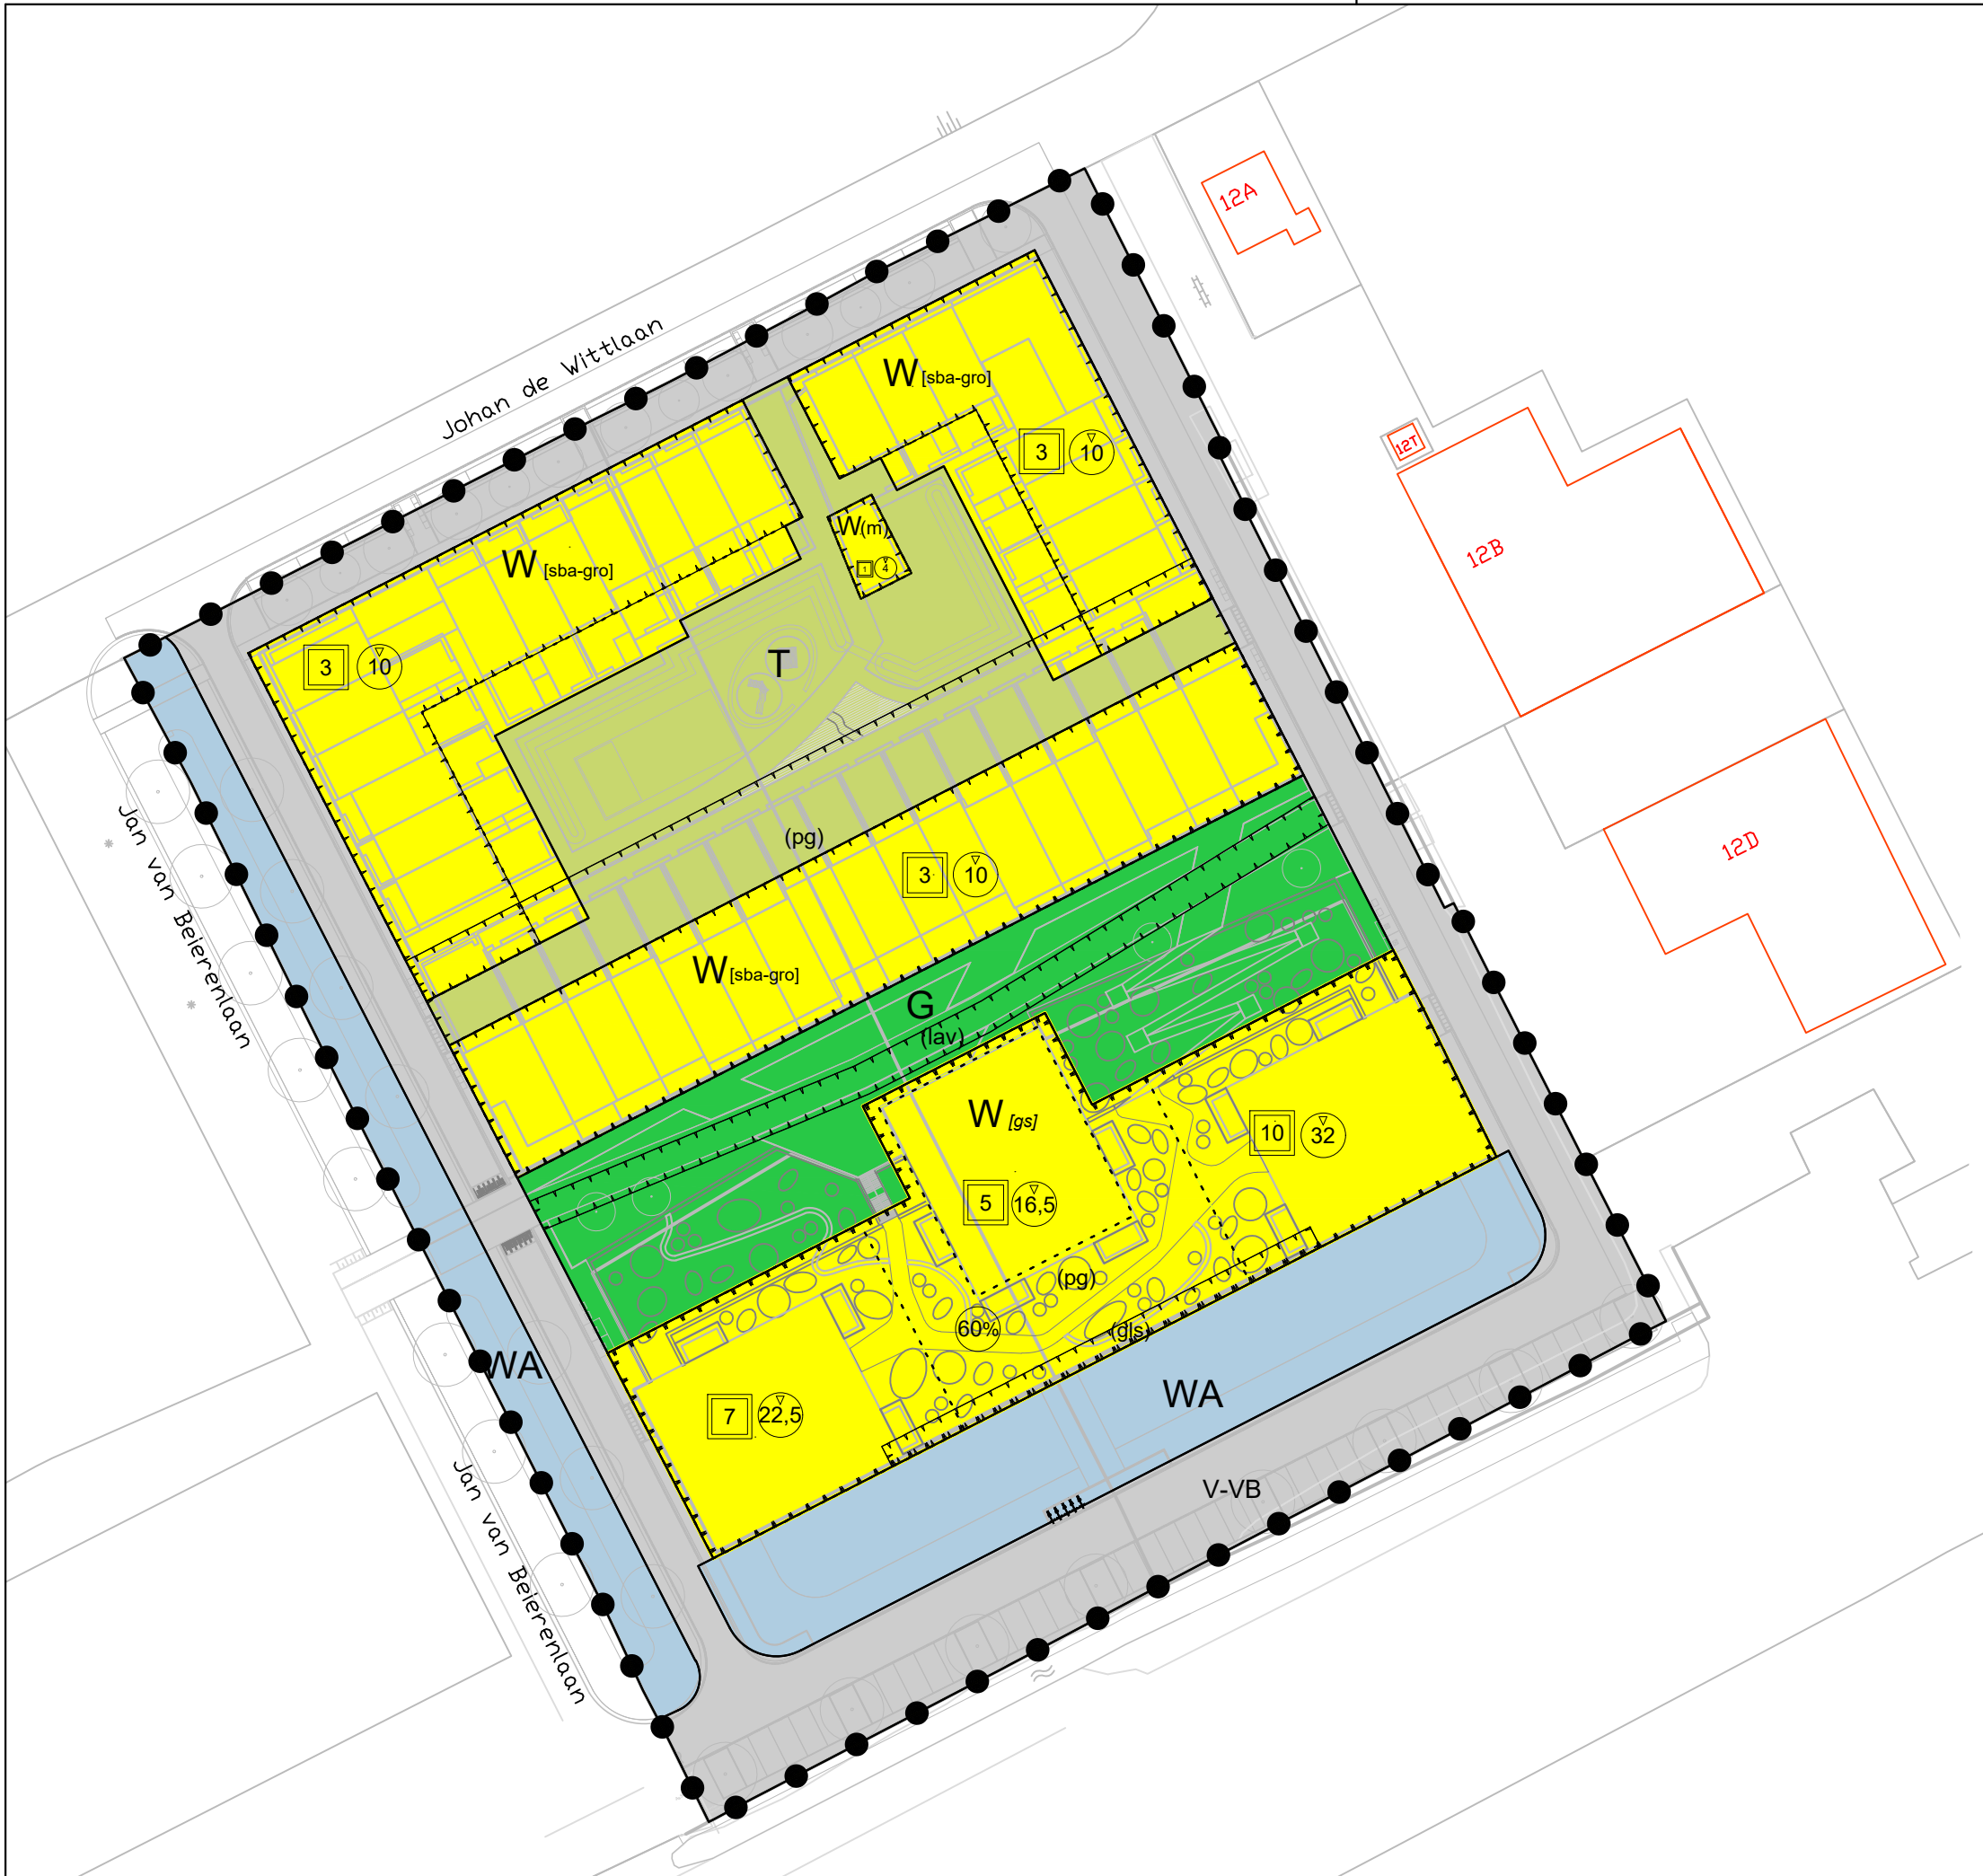 12A
Johan de Wittlaan
W [sba-gro]
3 10
12T
W(m)
1 4
12B
W [sba-gro]
3 10
T
(pg)
12D
3 10
Jan van Beierenlaan
W [sba-gro]
G
(lav)
W [gs]
10 32
5 16,5
(pg)
60%
(gls)
WA
WA
7 22,5
V-VB
Jan van Beierenlaan